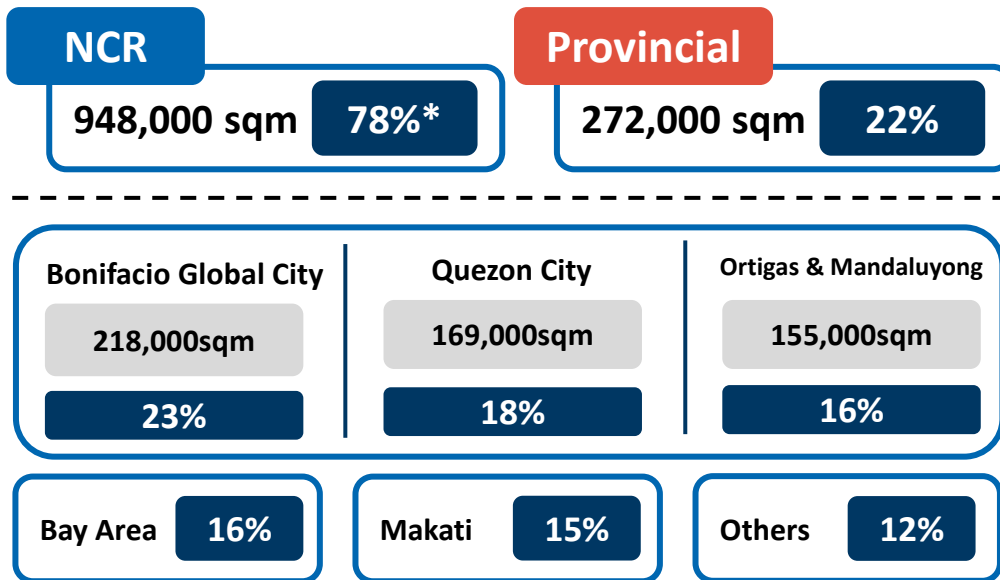 NCR
Provincial
948,000 sqm 78%*
272,000 sqm 22%
Bonifacio Global City
218,000sqm
23%
Quezon City
169,000sqm
18%
Ortigas & Mandaluyong
155,000sqm
16%
Bay Area 16%
Makati 15%
Others 12%